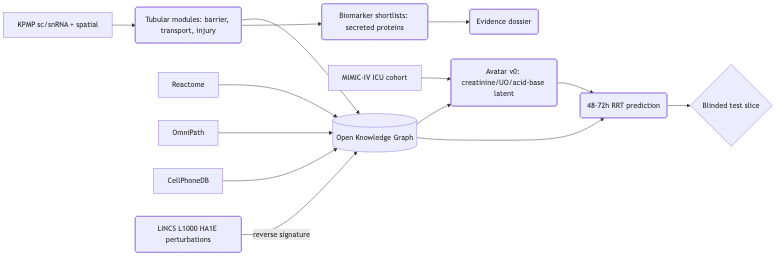 KPMP sc/snRNA + spatial
Tubular modules: barrier,
transport, injury
Biomarker shortlists:
secreted proteins
Evidence dossier
MIMIC-IV ICU cohort
Avatar v0:
creatinine/UO/acid-base
latent
48-72h RRT prediction
Blinded test slice
Reactome
OmniPath
Open Knowledge Graph
CellPhoneDB
LINCS L1000 HA1E
perturbations
reverse signature